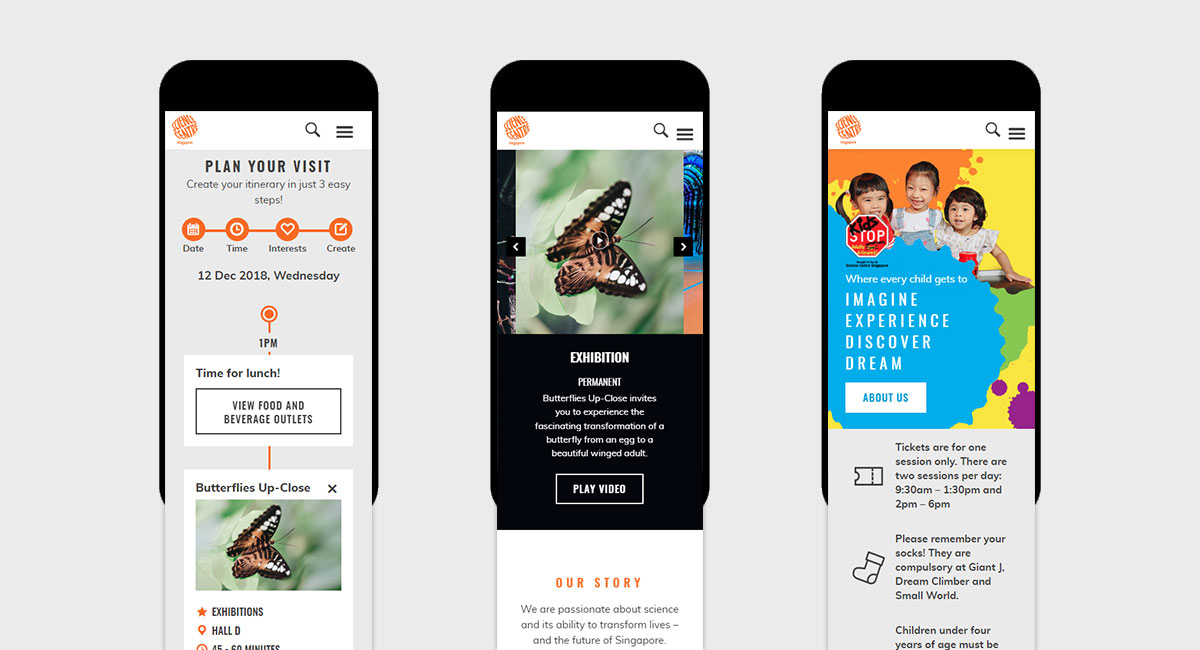 SCIENCE
CENTRE
Singapore
PLAN YOUR VISIT
Create your itinerary in just 3 easy
steps!
Date
Time
Interests
Create
12 Dec 2018, Wednesday
1PM
Time for lunch!
VIEW FOOD AND
BEVERAGE OUTLETS
Butterflies Up-Close
EXHIBITIONS
HALL D
45 - 60 MINUTES
SCIENCE
CENTRE
Singapore
EXHIBITION
PERMANENT
Butterflies Up-Close invites
you to experience the
fascinating transformation of a
butterfly from an egg to a
beautiful winged adult.
PLAY VIDEO
OUR STORY
We are passionate about science
and its ability to transform lives –
and the future of Singapore.
SCIENCE
CENTRE
Singapore
Kids
STOP
Where every child gets to
IMAGINE
EXPERIENCE
DISCOVER
DREAM
ABOUT US
Tickets are for one
session only. There are
two sessions per day:
9:30am – 1:30pm and
2pm – 6pm
Please remember your
socks! They are
compulsory at Giant J,
Dream Climber and
Small World.
Children under four
years of age must be